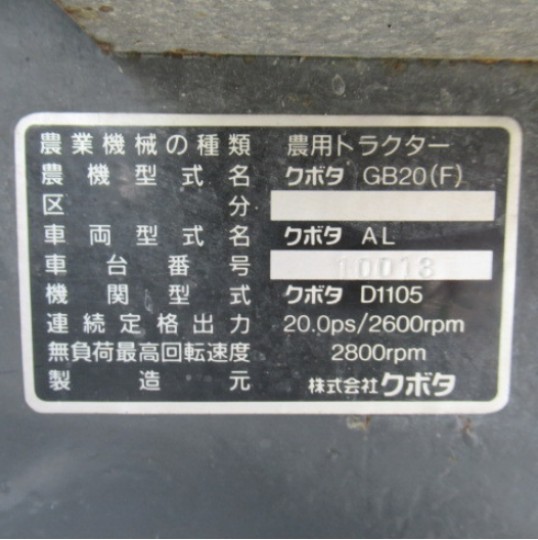 農業機械の種類 農用トラクター
農機型式名 クボタ GB20(F)
区分
車両型式名 クボタ AL
車台番号 10013
機関型式 クボタ D1105
連続定格出力 20.0ps/2600rpm
無負荷最高回転速度 2800rpm
製造元 株式会社クボタ